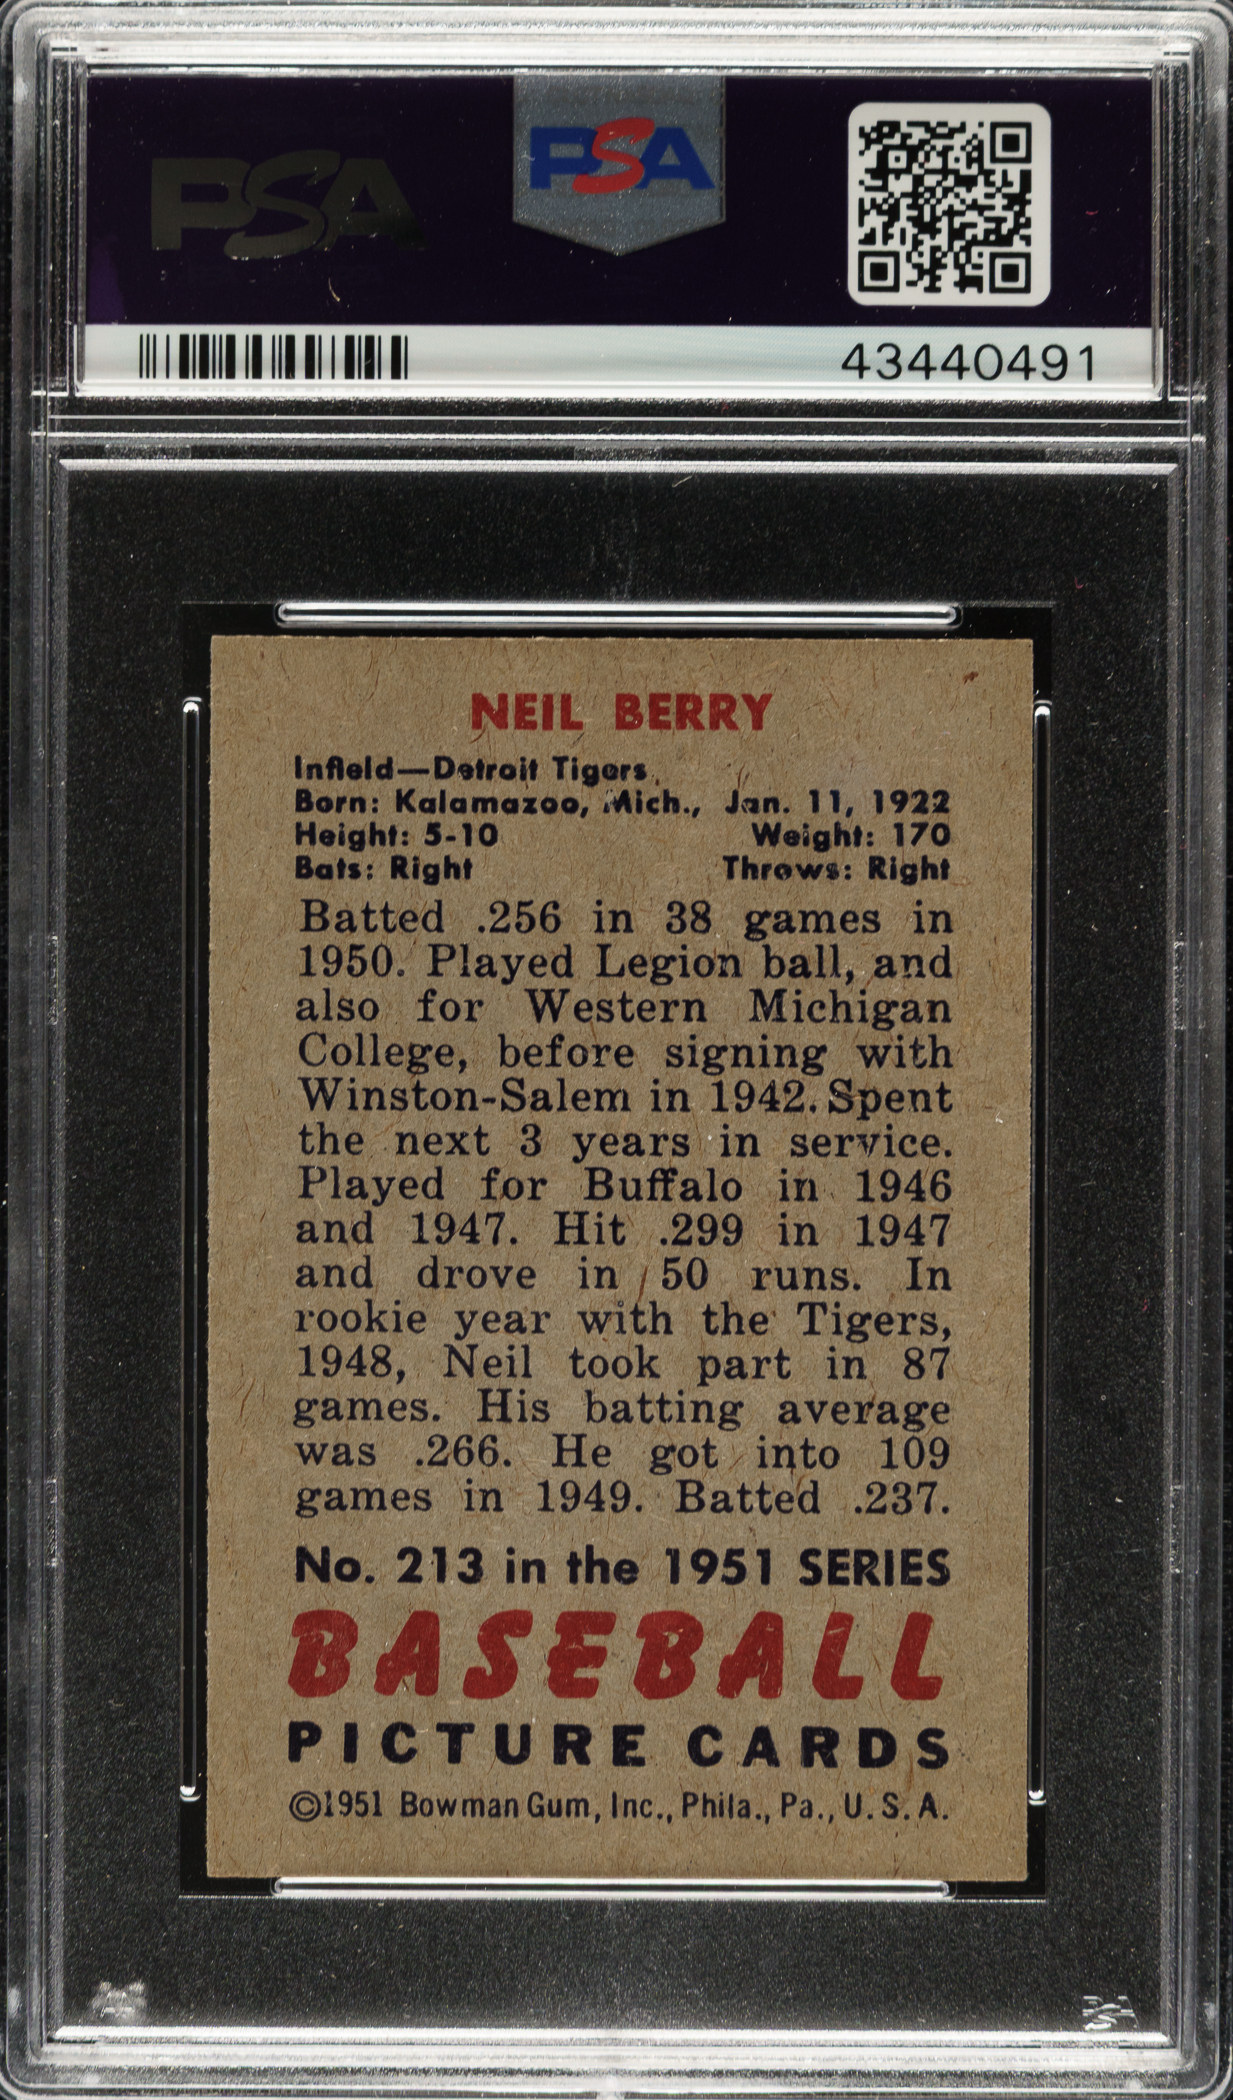 PSA
PSA
43440491
NEIL BERRY
Infield—Detroit Tigers
Born: Kalamazoo, Mich., Jan. 11, 1922
Height: 5-10 Weight: 170
Bats: Right Throws: Right
Batted .256 in 38 games in
1950. Played Legion ball, and
also for Western Michigan
College, before signing with
Winston-Salem in 1942. Spent
the next 3 years in service.
Played for Buffalo in 1946
and 1947. Hit .299 in 1947
and drove in 50 runs. In
rookie year with the Tigers,
1948, Neil took part in 87
games. His batting average
was .266. He got into 109
games in 1949. Batted .237.
No. 213 in the 1951 SERIES
BASEBALL
PICTURE CARDS
©1951 Bowman Gum, Inc., Phila., Pa., U.S.A.